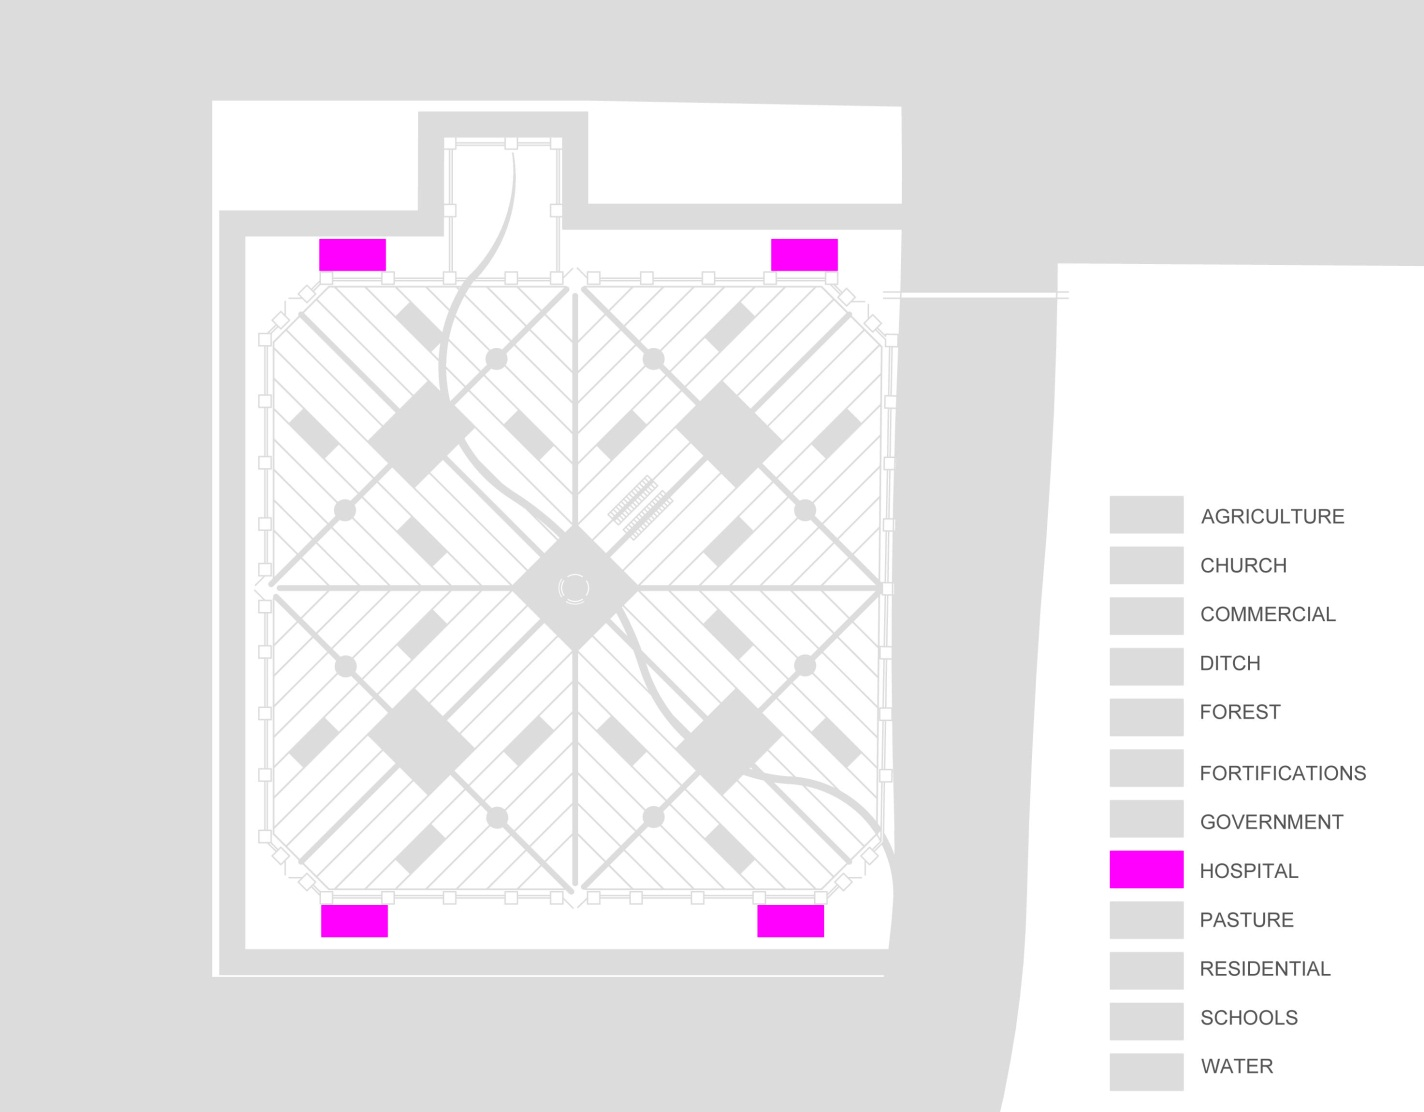 AGRICULTURE
CHURCH
COMMERCIAL
DITCH
FOREST
FORTIFICATIONS
GOVERNMENT
HOSPITAL
PASTURE
RESIDENTIAL
SCHOOLS
WATER